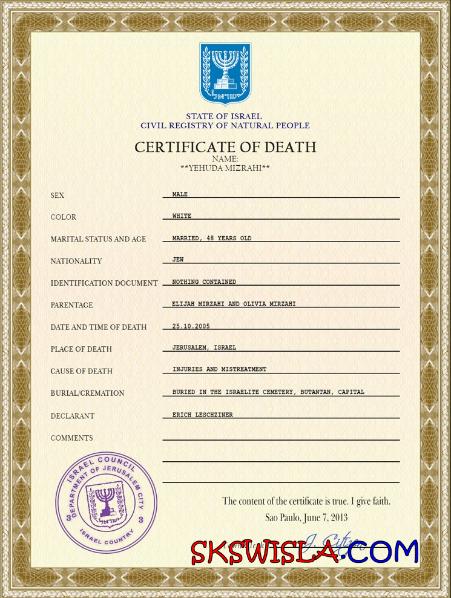 ישראל
STATE OF ISRAEL
CIVIL REGISTRY OF NATURAL PEOPLE
CERTIFICATE OF DEATH
NAME:
**YEHUDA MIZRAHI**
SEX MALE
COLOR WHITE
MARITAL STATUS AND AGE MARRIED, 48 YEARS OLD
NATIONALITY JEW
IDENTIFICATION DOCUMENT NOTHING CONTAINED
PARENTAGE ELIJAH MIRZAHI AND OLIVIA MIRZAHI
DATE AND TIME OF DEATH 25.10.2005
PLACE OF DEATH JERUSALEM, ISRAEL
CAUSE OF DEATH INJURIES AND MISTREATMENT
BURIAL/CREMATION BURIED IN THE ISRAELITE CEMETERY, BUTANTAN, CAPITAL
DECLARANT ERICH LESCHZINER
COMMENTS
ISRAEL COUNCIL
DEPARTMENT OF JERUSALEM CITY
ISRAEL COUNTRY
The content of the certificate is true. I give faith.
Sao Paulo, June 7, 2013
SKSWISLA.COM